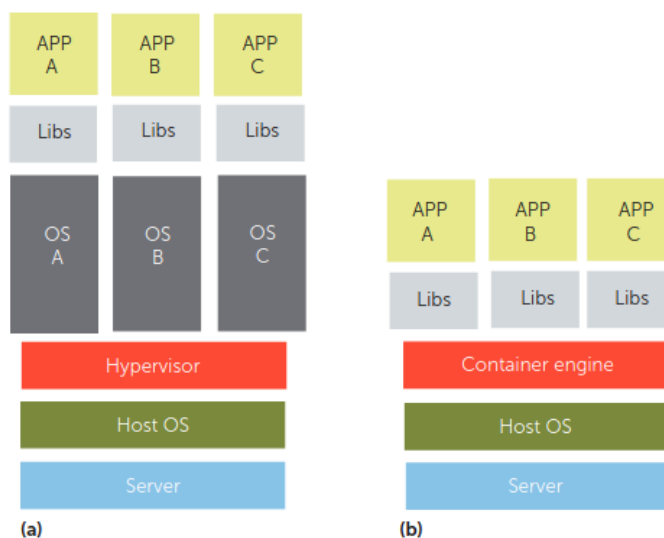 APP
A
APP
B
APP
C
Libs
Libs
Libs
OS
A
OS
B
OS
C
Hypervisor
Host OS
Server
(a)
APP
A
APP
B
APP
C
Libs
Libs
Libs
Container engine
Host OS
Server
(b)